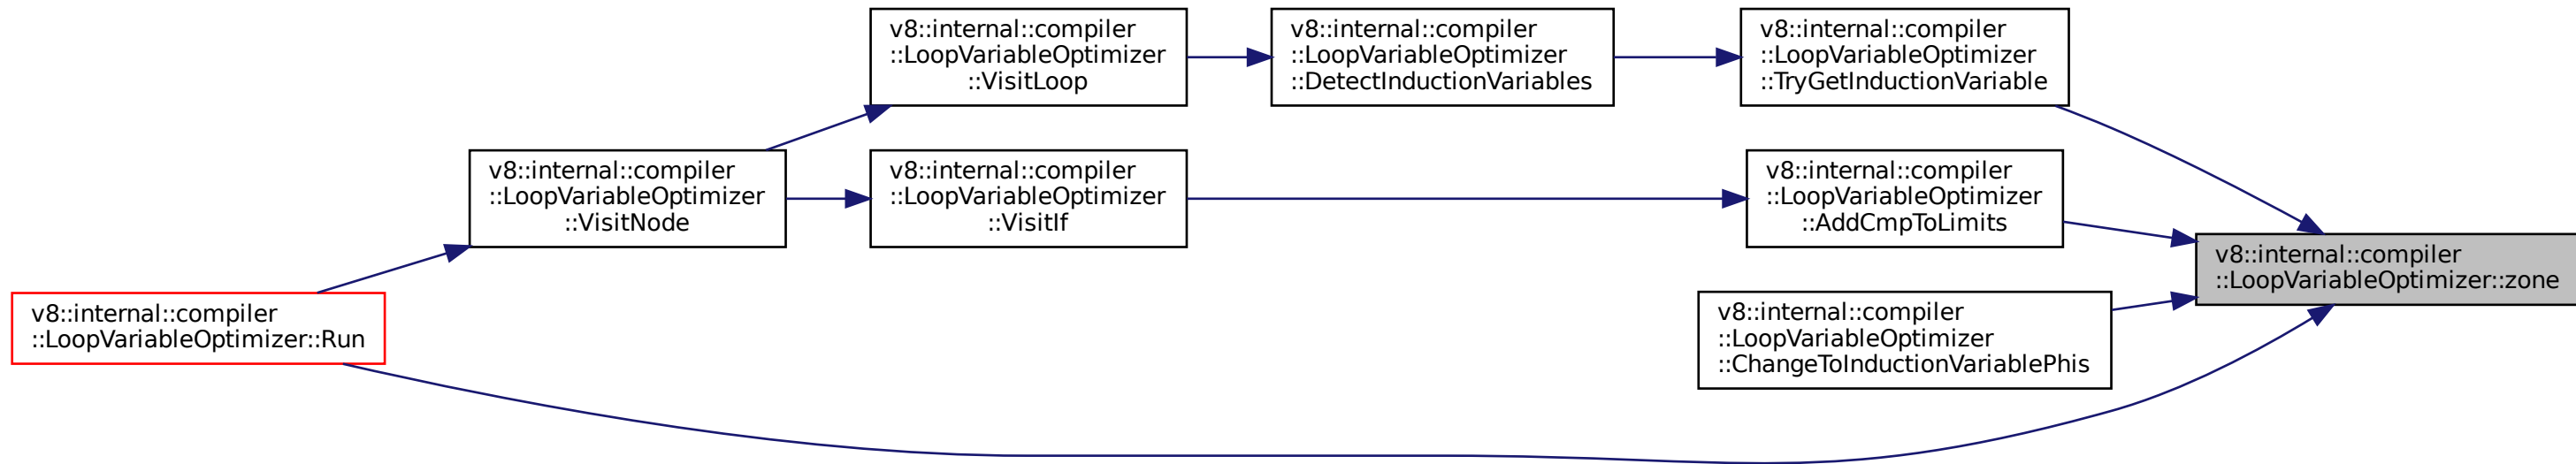 v8::internal::compiler
::LoopVariableOptimizer
::VisitLoop
v8::internal::compiler
::LoopVariableOptimizer
::DetectInductionVariables
v8::internal::compiler
::LoopVariableOptimizer
::TryGetInductionVariable
v8::internal::compiler
::LoopVariableOptimizer
::VisitNode
v8::internal::compiler
::LoopVariableOptimizer
::VisitIf
v8::internal::compiler
::LoopVariableOptimizer
::AddCmpToLimits
v8::internal::compiler
::LoopVariableOptimizer::zone
v8::internal::compiler
::LoopVariableOptimizer::Run
v8::internal::compiler
::LoopVariableOptimizer
::ChangeToInductionVariablePhis